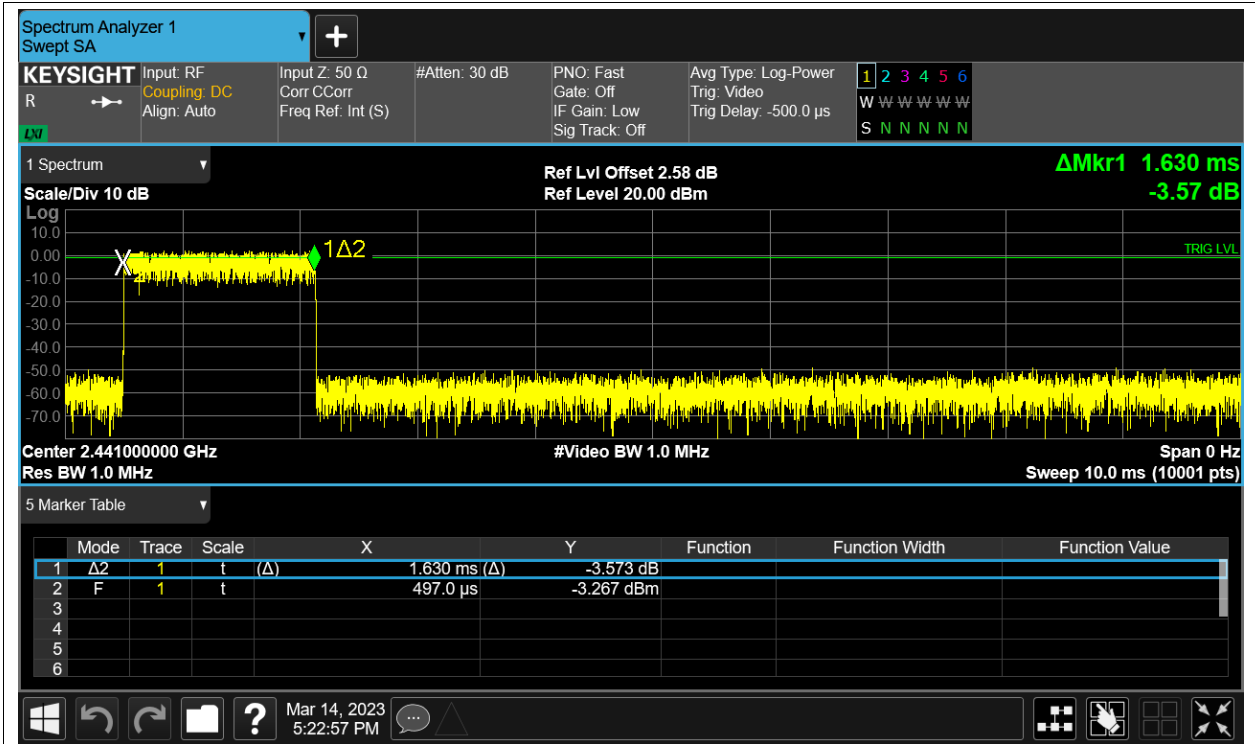 Spectrum Analyzer 1
Swept SA
KEYSIGHT
R
LXI
Input: RF
Coupling: DC
Align: Auto
Input Z: 50 Ω
Corr CCorr
Freq Ref: Int (S)
#Atten: 30 dB
PNO: Fast
Gate: Off
IF Gain: Low
Sig Track: Off
Avg Type: Log-Power
Trig: Video
Trig Delay: -500.0 µs
1 2 3 4 5 6
W W W W W W
S N N N N N
1 Spectrum
Scale/Div 10 dB
Ref Lvl Offset 2.58 dB
Ref Level 20.00 dBm
ΔMkr1 1.630 ms
-3.57 dB
Log
10.0
0.00
-10.0
-20.0
-30.0
-40.0
-50.0
-60.0
-70.0
1Δ2
TRIG LVL
Center 2.441000000 GHz
#Video BW 1.0 MHz
Span 0 Hz
Res BW 1.0 MHz
Sweep 10.0 ms (10001 pts)
5 Marker Table
Mode Trace Scale X Y Function Function Width Function Value
1 Δ2 1 t (Δ) 1.630 ms (Δ) -3.573 dB
2 F 1 t 497.0 µs -3.267 dBm
3
4
5
6
?
Mar 14, 2023
5:22:57 PM